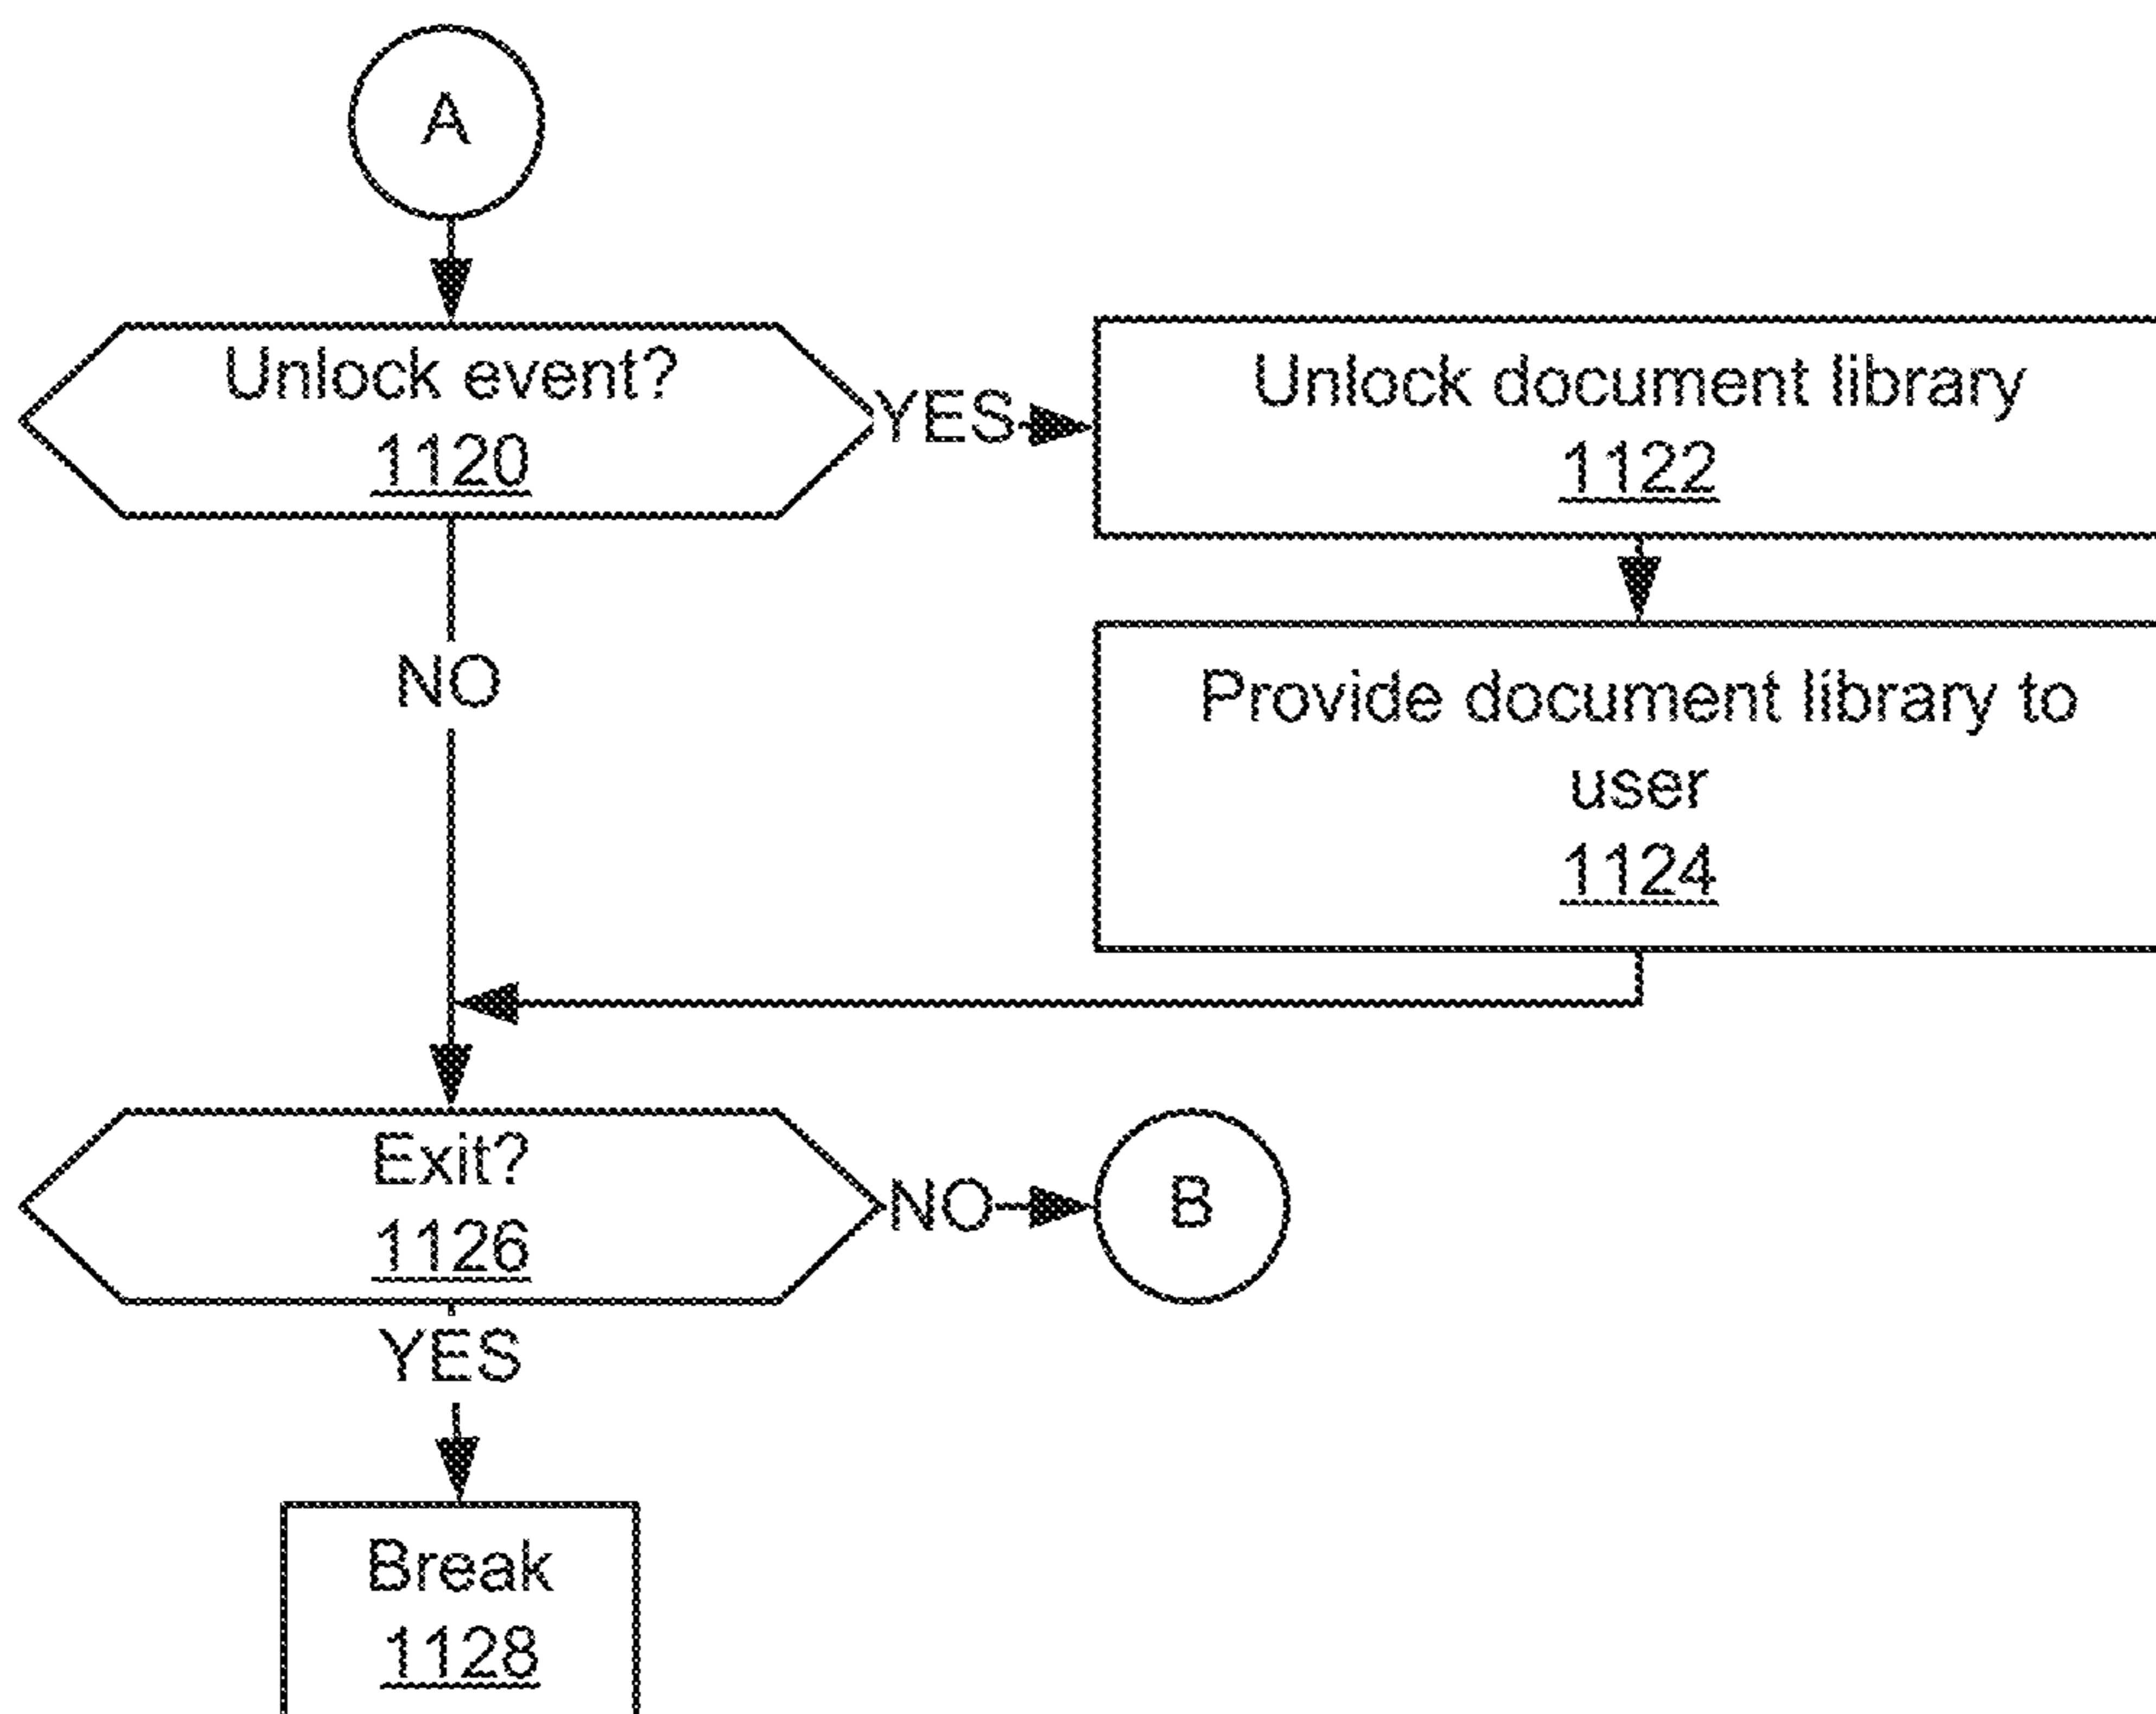 A
Unlock event?
1120
YES
Unlock document library
1122
NO
Provide document library to
user
1124
Exit?
1126
NO
B
YES
Break
1128